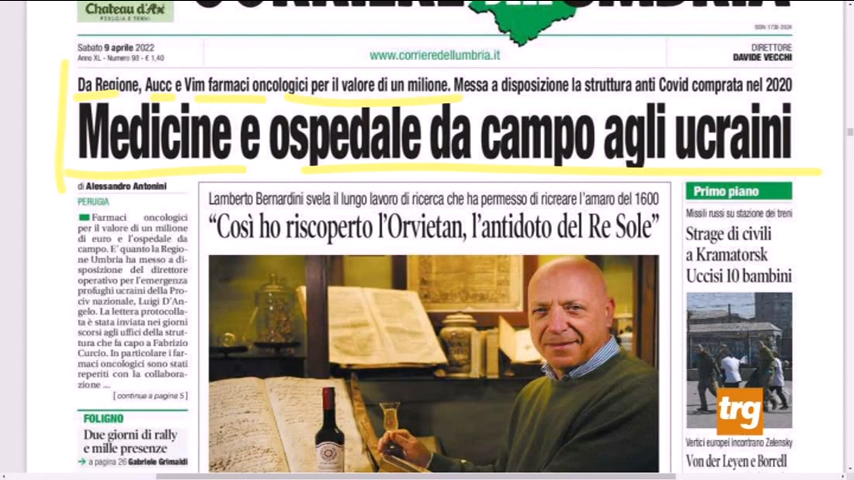 Chateau d'Ax
PERUGIA E TERNI
CORRIERE DELL'UMBRIA
Sabato 9 aprile 2022
Anno XL - Numero 98 - € 1,40
www.corrieredellumbria.it
DIRETTORE
DAVIDE VECCHI
Da Regione, Aucc e Vim farmaci oncologici per il valore di un milione. Messa a disposizione la struttura anti Covid comprata nel 2020
Medicine e ospedale da campo agli ucraini
di Alessandro Antonini
PERUGIA
Farmaci oncologici
per il valore di un milione
di euro e l'ospedale da
campo. E' quanto la Regio-
ne Umbria ha messo a di-
sposizione del direttore
operativo per l'emergenza
profughi ucraini della Pro-
civ nazionale, Luigi D'An-
gelo. La lettera protocolla-
ta è stata inviata nei giorni
scorsi agli uffici della strut-
tura che fa capo a Fabrizio
Curcio. In particolare i far-
maci oncologici sono stati
reperiti con la collabora-
zione ....
[ continua a pagina 5 ]
FOLIGNO
Due giorni di rally
e mille presenze
a pagina 26 Gabriele Grimaldi
Lamberto Bernardini svela il lungo lavoro di ricerca che ha permesso di ricreare l'amaro del 1600
“Così ho riscoperto l'Orvietan, l'antidoto del Re Sole”
Primo piano
Missili russi su stazione dei treni
Strage di civili
a Kramatorsk
Uccisi 10 bambini
trg
Vertici europei incontrano Zelensky
Von der Leyen e Borrell